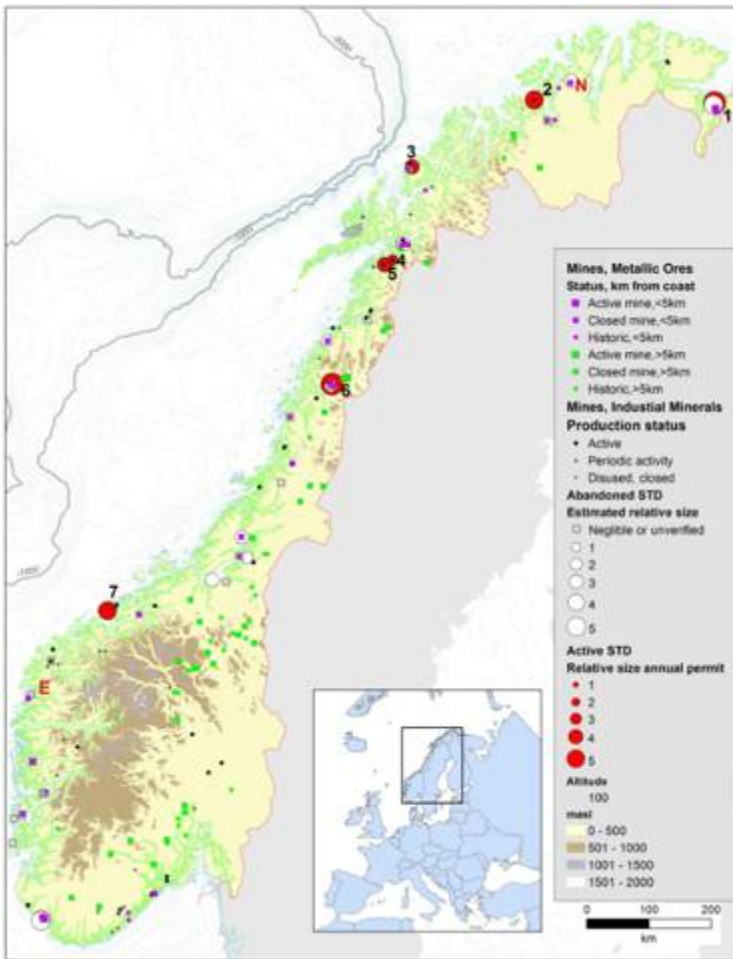 -3000
1
2
N
3
4
5
6
7
E
Mines, Metallic Ores
Status, km from coast
Active mine,<5km
Closed mine,<5km
Historic,<5km
Active mine,>5km
Closed mine,>5km
Historic,>5km
Mines, Industial Minerals
Production status
Active
Periodic activity
Disused, closed
Abandoned STD
Estimated relative size
Neglible or unverified
1
2
3
4
5
Active STD
Relative size annual permit
1
2
3
4
5
Altitude
100
masl
0 - 500
501 - 1000
1001 - 1500
1501 - 2000
0 100 200
km